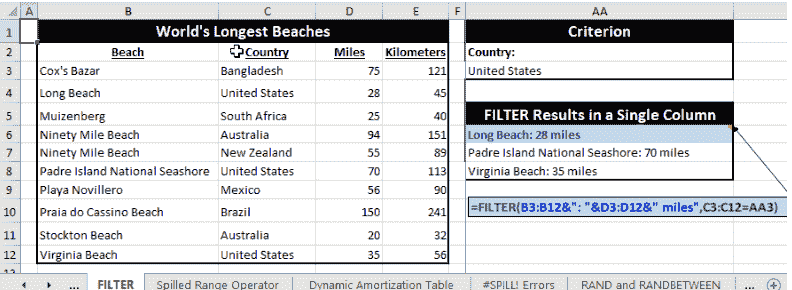 A B C D E F AA
1 World's Longest Beaches Criterion
2 Beach Country Miles Kilometers Country:
3 Cox's Bazar Bangladesh 75 121 United States
4 Long Beach United States 28 45
5 Muizenberg South Africa 25 40 FILTER Results in a Single Column
6 Ninety Mile Beach Australia 94 151 Long Beach: 28 miles
7 Ninety Mile Beach New Zealand 55 89 Padre Island National Seashore: 70 miles
8 Padre Island National Seashore United States 70 113 Virginia Beach: 35 miles
9 Playa Novillero Mexico 56 90
10 Praia do Cassino Beach Brazil 150 241 =FILTER(B3:B12&": "&D3:D12&" miles",C3:C12=AA3)
11 Stockton Beach Australia 20 32
12 Virginia Beach United States 35 56
... FILTER Spilled Range Operator Dynamic Amortization Table #SPILL! Errors RAND and RANDBETWEEN ...